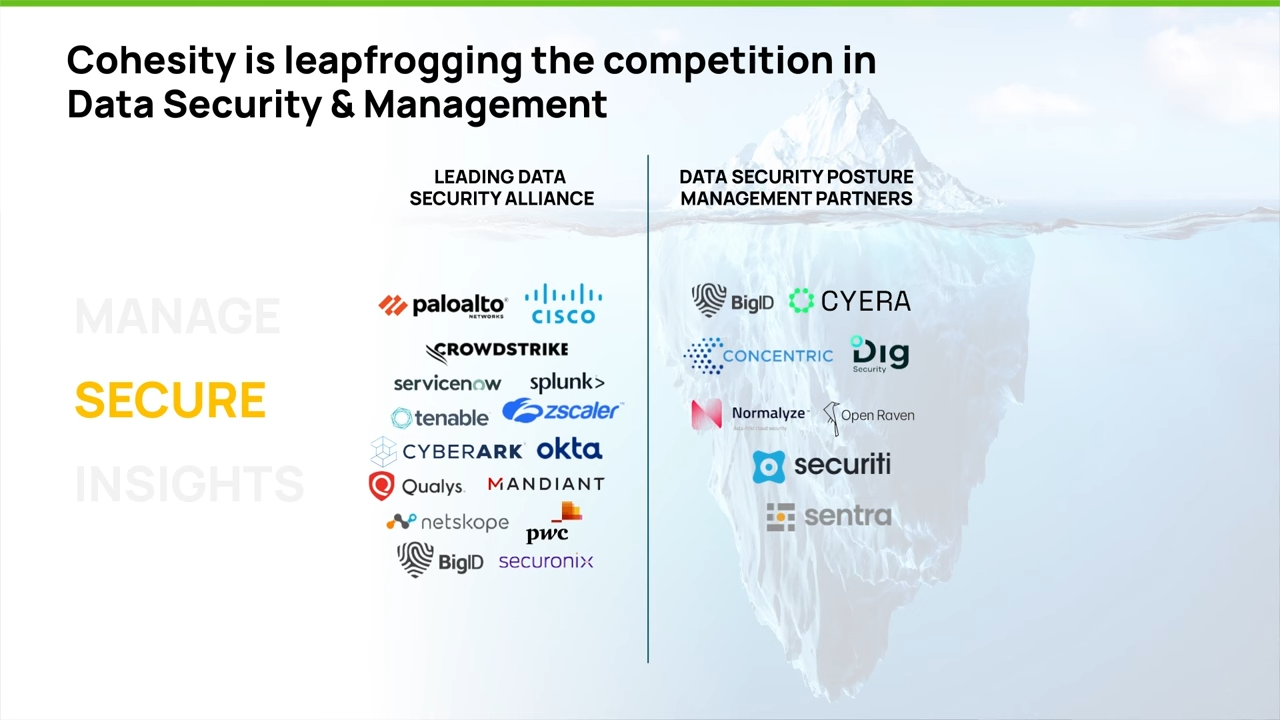 Cohesity is leapfrogging the competition in
Data Security & Management
LEADING DATA
SECURITY ALLIANCE
DATA SECURITY POSTURE
MANAGEMENT PARTNERS
MANAGE
SECURE
INSIGHTS
paloalto
NETWORKS
CISCO
CROWDSTRIKE
servicenow
splunk>
tenable
zscaler
CYBERARK
okta
Qualys.
MANDIANT
netskope
pwc
BigID
securonix
BigID
CYERA
CONCENTRIC
Dig
Security
Normalyze
Open Raven
securiti
sentra